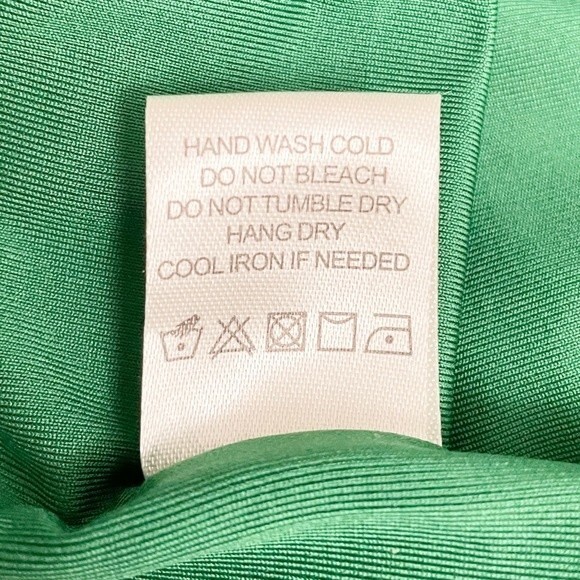 HAND WASH COLD
DO NOT BLEACH
DO NOT TUMBLE DRY
HANG DRY
COOL IRON IF NEEDED